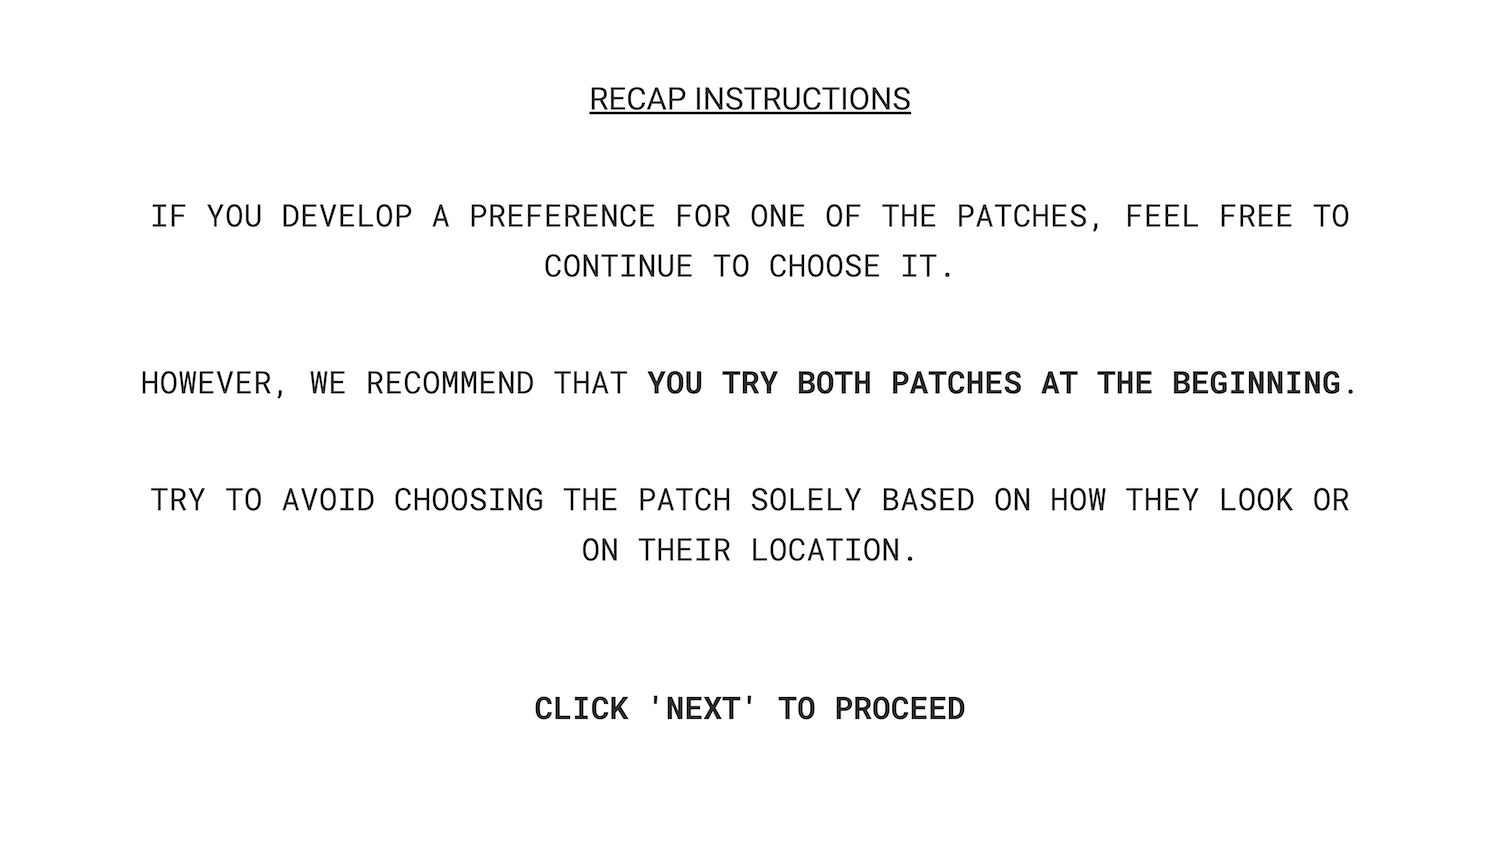 RECAP INSTRUCTIONS
IF YOU DEVELOP A PREFERENCE FOR ONE OF THE PATCHES, FEEL FREE TO
CONTINUE TO CHOOSE IT.
HOWEVER, WE RECOMMEND THAT YOU TRY BOTH PATCHES AT THE BEGINNING.
TRY TO AVOID CHOOSING THE PATCH SOLELY BASED ON HOW THEY LOOK OR
ON THEIR LOCATION.
CLICK 'NEXT' TO PROCEED